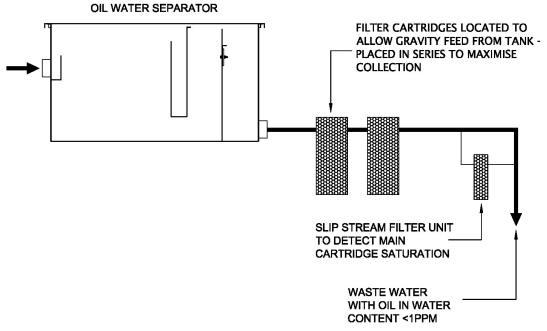 OIL WATER SEPARATOR
FILTER CARTRIDGES LOCATED TO
ALLOW GRAVITY FEED FROM TANK -
PLACED IN SERIES TO MAXIMISE
COLLECTION
SLIP STREAM FILTER UNIT
TO DETECT MAIN
CARTRIDGE SATURATION
WASTE WATER
WITH OIL IN WATER
CONTENT <1PPM